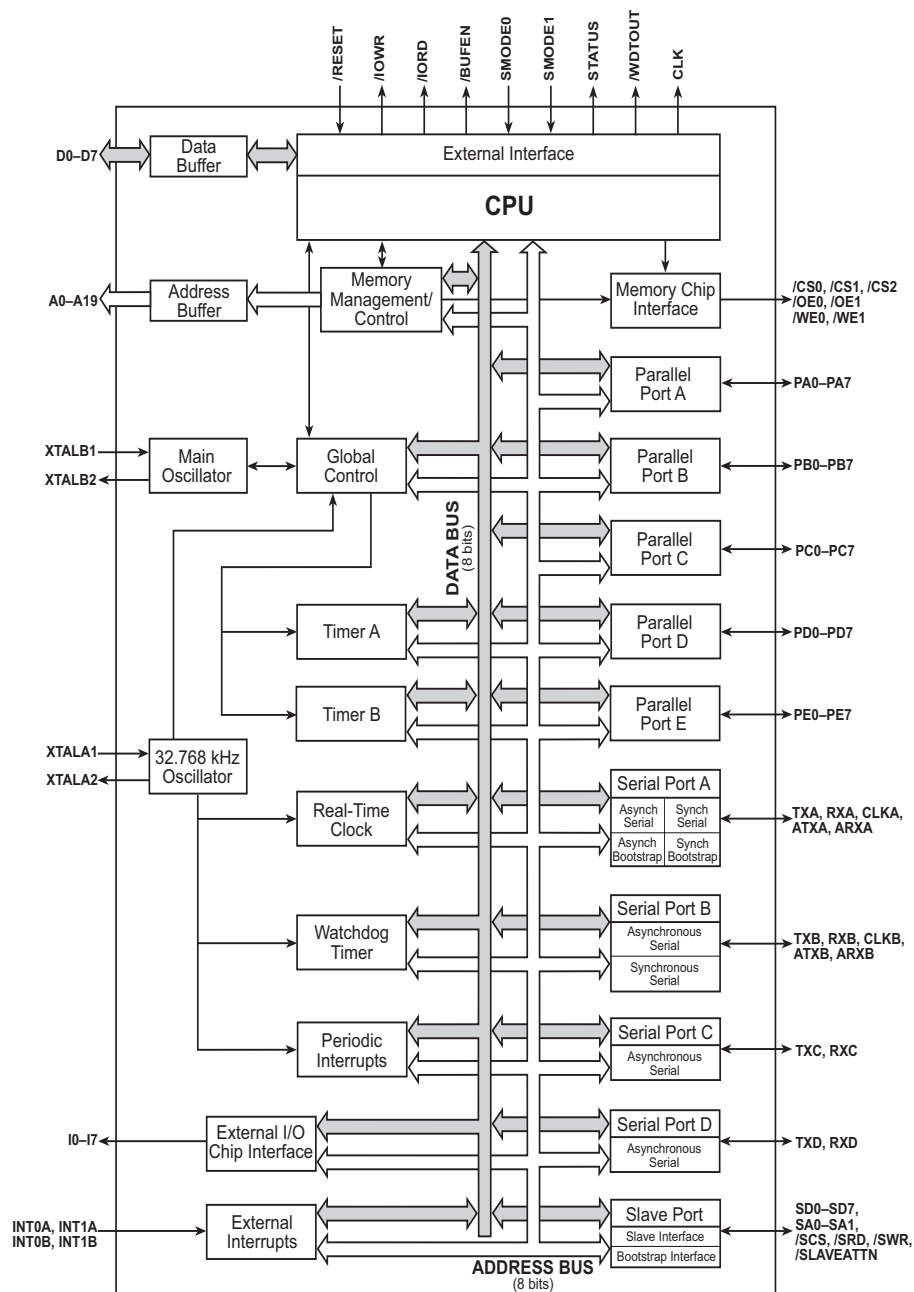 /RESET
/IOWR
/IORD
/BUFEN
SMODE0
SMODE1
STATUS
/WDTOUT
CLK
D0–D7
Data
Buffer
External Interface
CPU
A0–A19
Address
Buffer
Memory
Management/
Control
Memory Chip
Interface
/CS0, /CS1, /CS2
/OE0, /OE1
/WE0, /WE1
Parallel
Port A
PA0–PA7
XTALB1
XTALB2
Main
Oscillator
Global
Control
Parallel
Port B
PB0–PB7
DATA BUS
(8 bits)
Parallel
Port C
PC0–PC7
Timer A
Parallel
Port D
PD0–PD7
Timer B
Parallel
Port E
PE0–PE7
XTALA1
XTALA2
32.768 kHz
Oscillator
Real-Time
Clock
Serial Port A
Asynch
Serial
Synch
Serial
Asynch
Bootstrap
Synch
Bootstrap
TXA, RXA, CLKA,
ATXA, ARXA
Watchdog
Timer
Serial Port B
Asynchronous
Serial
Synchronous
Serial
TXB, RXB, CLKB,
ATXB, ARXB
Periodic
Interrupts
Serial Port C
Asynchronous
Serial
TXC, RXC
I0–I7
External I/O
Chip Interface
Serial Port D
Asynchronous
Serial
TXD, RXD
INT0A, INT1A
INT0B, INT1B
External
Interrupts
Slave Port
Slave Interface
Bootstrap Interface
SD0–SD7,
SA0–SA1,
/SCS, /SRD, /SWR,
/SLAVEATTN
ADDRESS BUS
(8 bits)